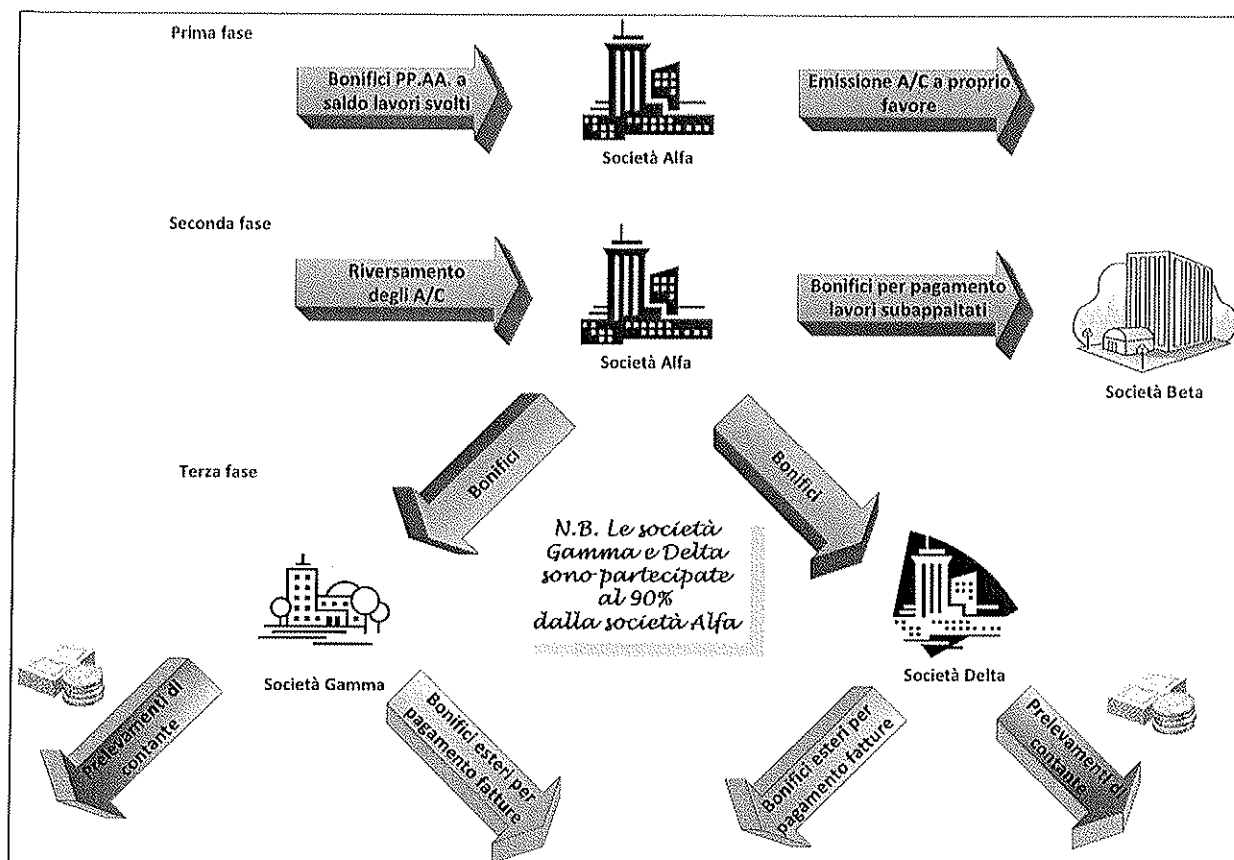 Prima fase
Bonifici PP.AA. a
saldo lavori svolti
Emissione A/C a proprio
favore
Società Alfa
Seconda fase
Riversamento
degli A/C
Bonifici per pagamento
lavori subappaltati
Società Alfa
Società Beta
Terza fase
Bonifici
Bonifici
N.B. Le società
Gamma e Delta
sono partecipate
al 90%
dalla società Alfa
Società Gamma
Società Delta
Prelevamenti di
contante
Bonifici esteri per
pagamento fatture
Bonifici esteri per
pagamento fatture
Prelevamenti di
contante